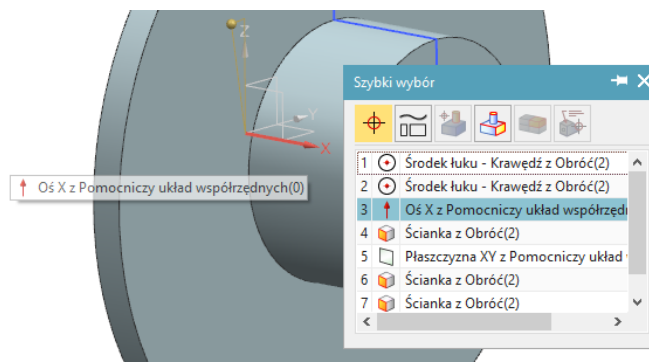 Z
Y
X
Oś X z Pomocniczy układ współrzędnych(0)
Szybki wybór
1 Środek łuku - Krawędź z Obróć(2)
2 Środek łuku - Krawędź z Obróć(2)
3 Oś X z Pomocniczy układ współrzędn
4 Ścianka z Obróć(2)
5 Płaszczyzna XY z Pomocniczy układ
6 Ścianka z Obróć(2)
7 Ścianka z Obróć(2)